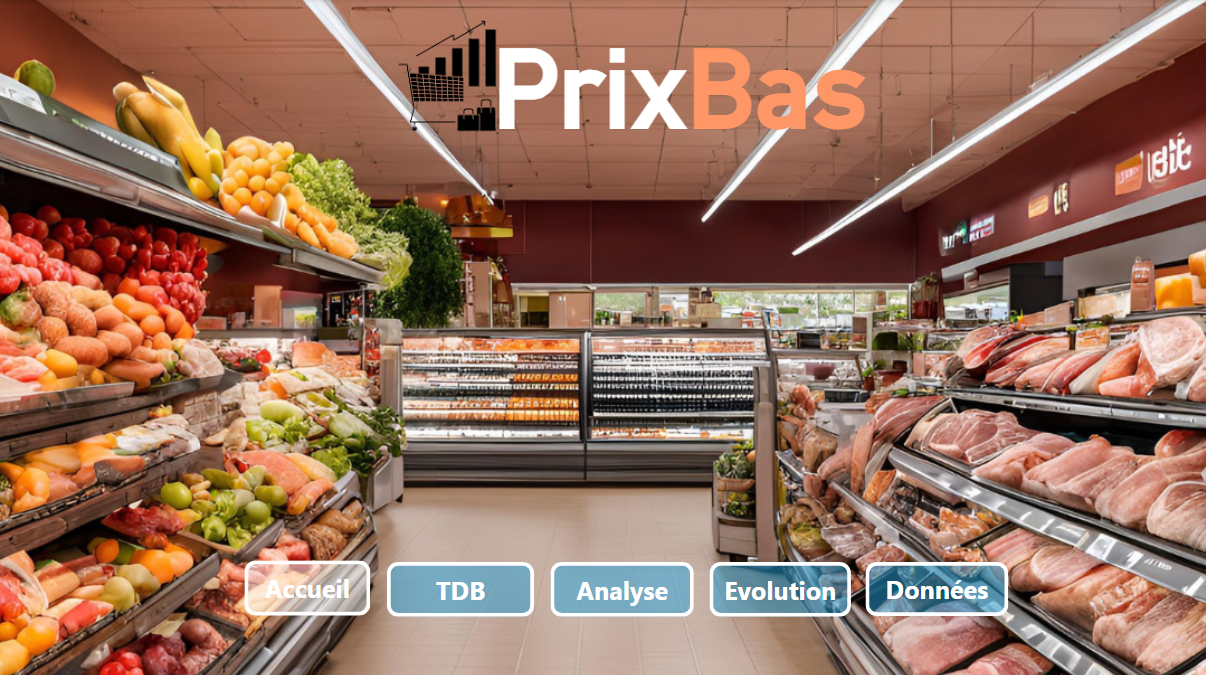 PrixBas
Accueil
TDB
Analyse
Evolution
Données